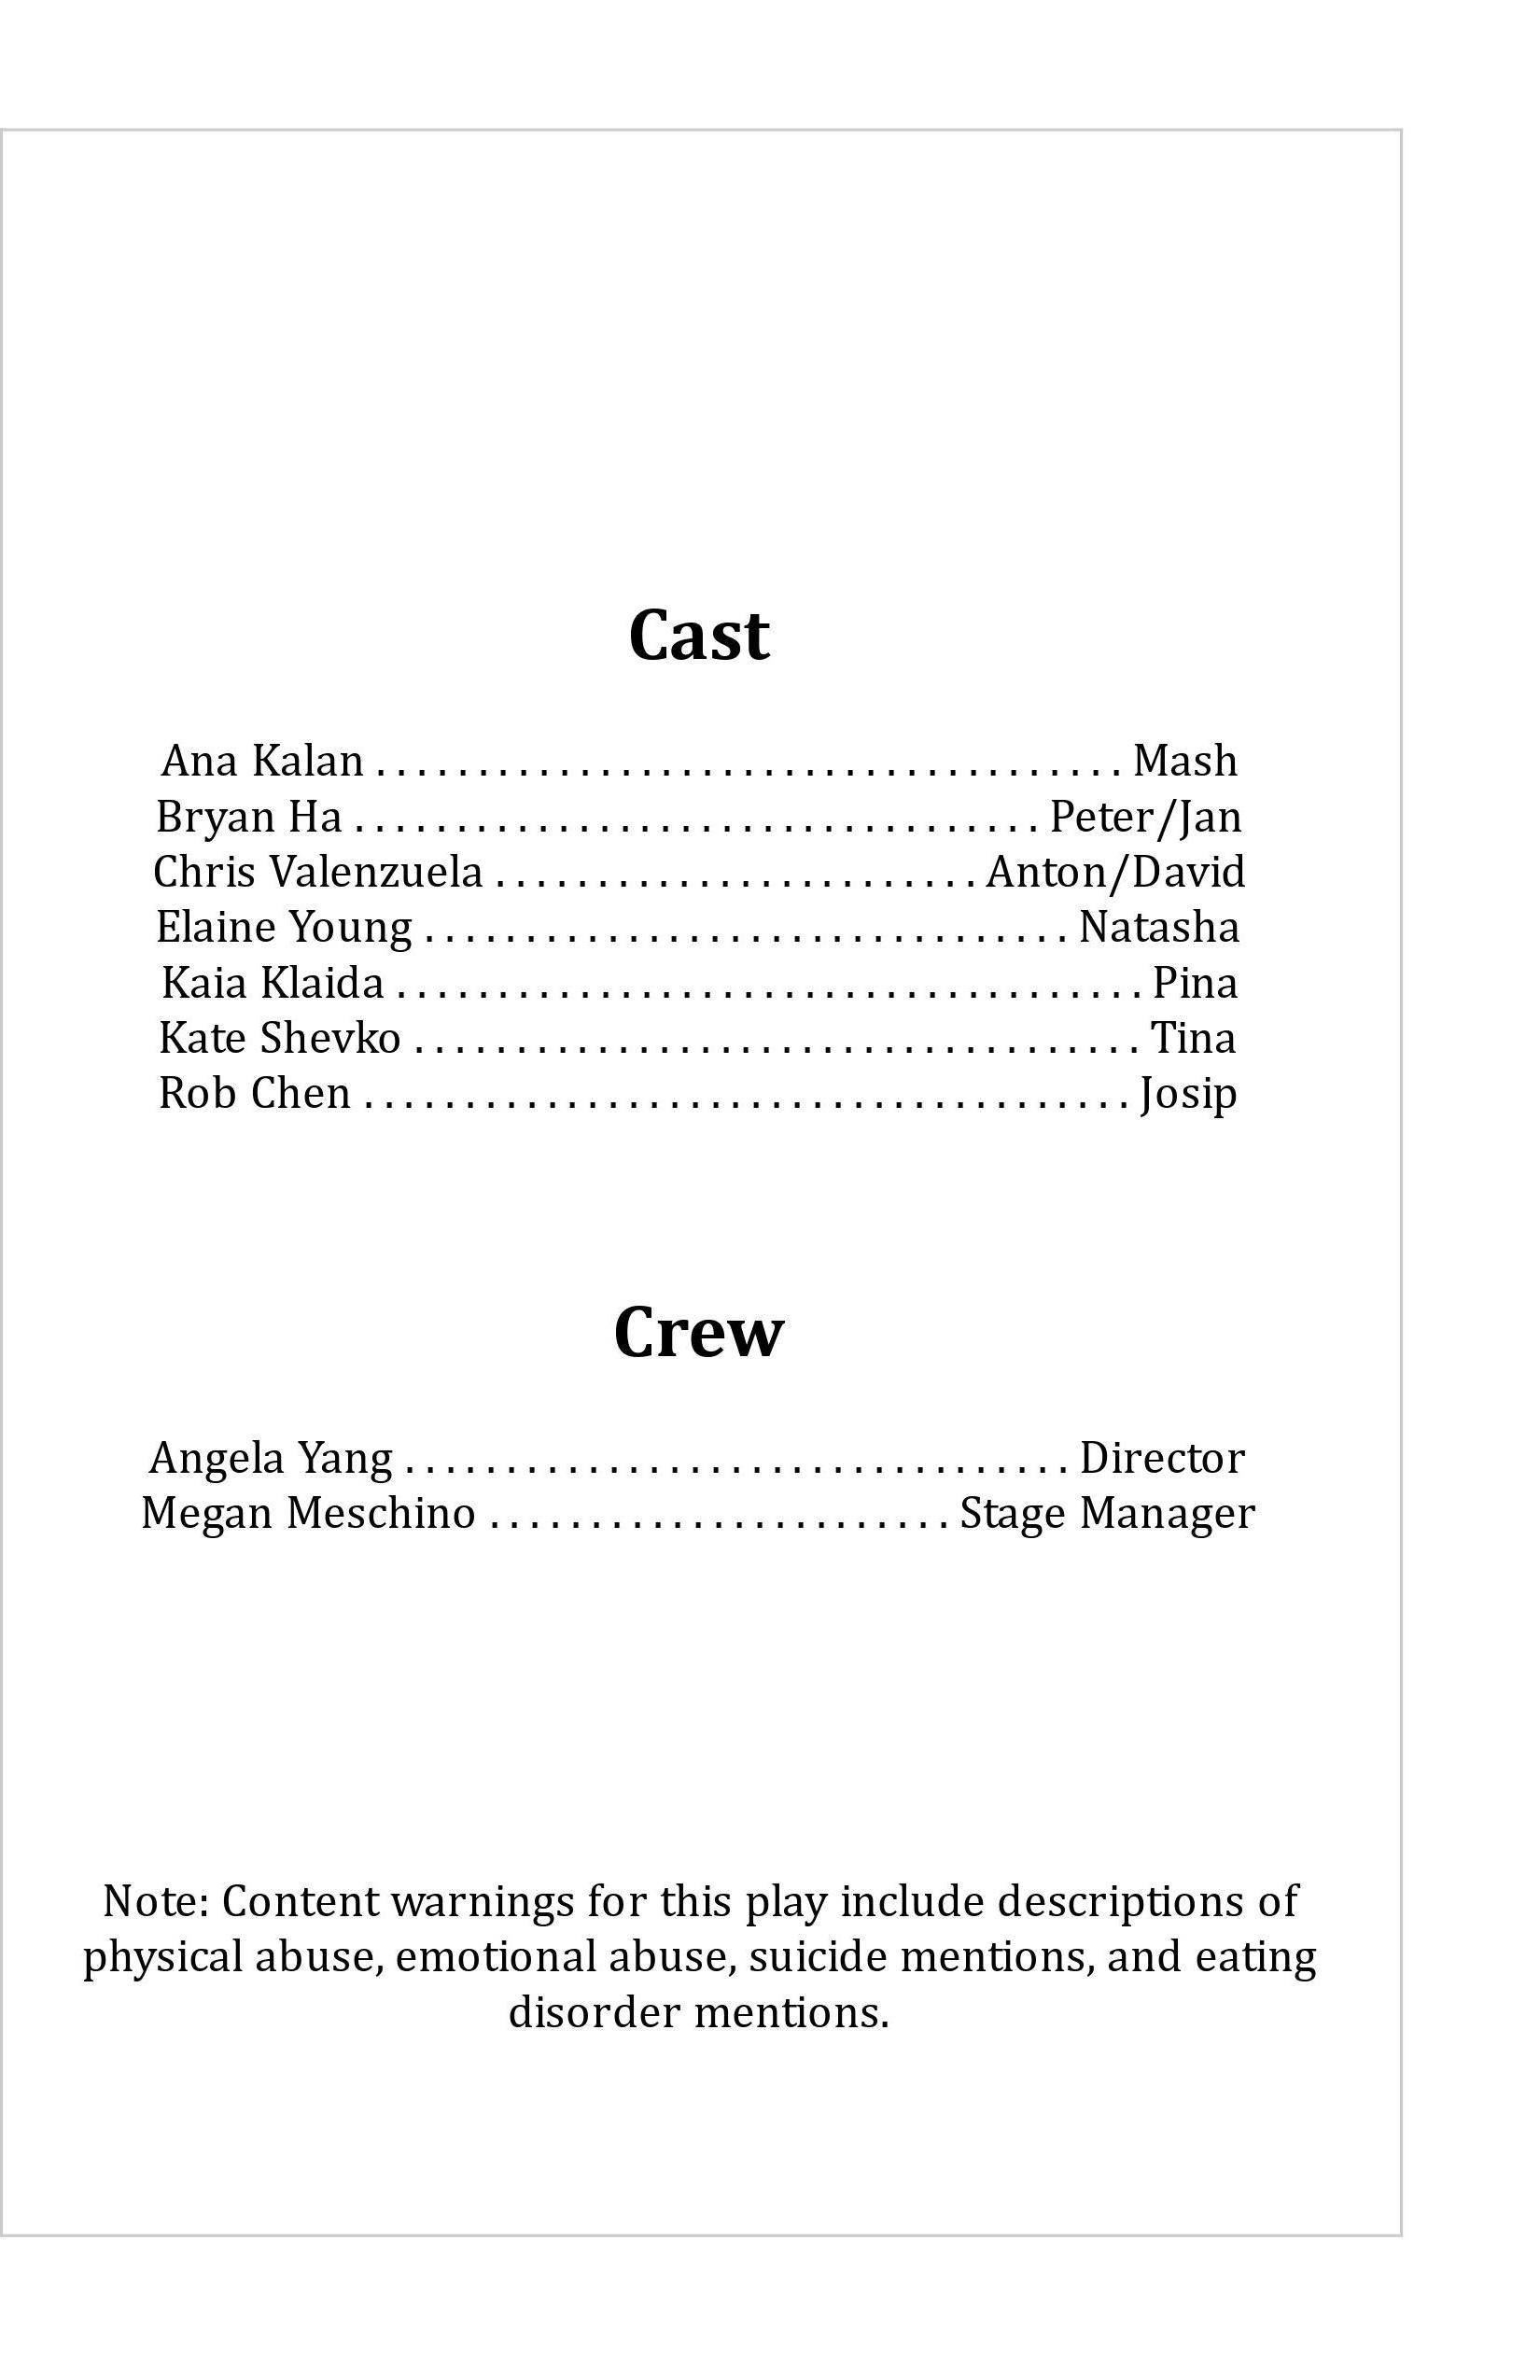 Cast
Ana Kalan . . . . . . . . . . . . . . . . . . . . . . . . . . . . . . . . . . . . . Mash
Bryan Ha . . . . . . . . . . . . . . . . . . . . . . . . . . . . . . . . . . Peter/Jan
Chris Valenzuela . . . . . . . . . . . . . . . . . . . . . . . . Anton/David
Elaine Young . . . . . . . . . . . . . . . . . . . . . . . . . . . . . . . . Natasha
Kaia Klaida . . . . . . . . . . . . . . . . . . . . . . . . . . . . . . . . . . . . . Pina
Kate Shevko . . . . . . . . . . . . . . . . . . . . . . . . . . . . . . . . . . . . Tina
Rob Chen . . . . . . . . . . . . . . . . . . . . . . . . . . . . . . . . . . . . . . Josip
Crew
Angela Yang . . . . . . . . . . . . . . . . . . . . . . . . . . . . . . . . . Director
Megan Meschino . . . . . . . . . . . . . . . . . . . . . . . Stage Manager
Note: Content warnings for this play include descriptions of
physical abuse, emotional abuse, suicide mentions, and eating
disorder mentions.